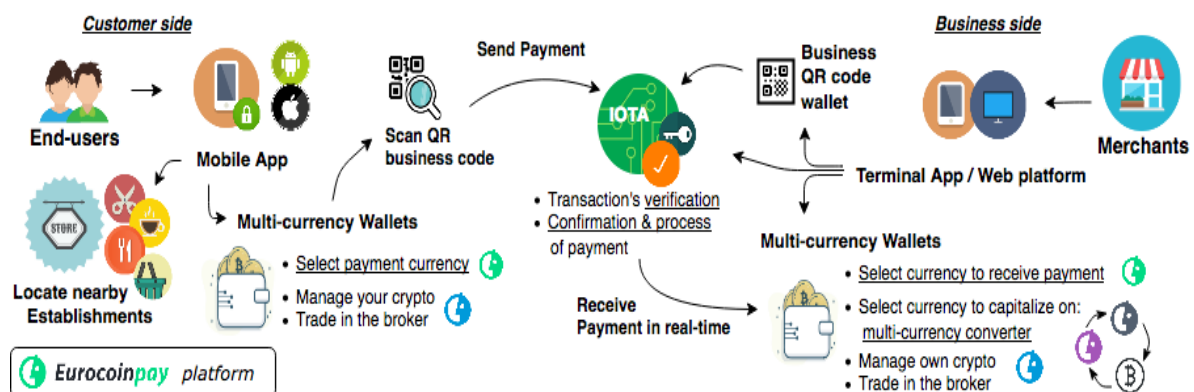 Customer side
End-users
Mobile App
Locate nearby
Establishments
STORE
Multi-currency Wallets
• Select payment currency
• Manage your crypto
• Trade in the broker
Scan QR
business code
Send Payment
IOTA
• Transaction's verification
• Confirmation & process
of payment
Receive
Payment in real-time
Business side
Business
QR code
wallet
Merchants
Terminal App / Web platform
Multi-currency Wallets
• Select currency to receive payment
• Select currency to capitalize on:
multi-currency converter
• Manage own crypto
• Trade in the broker
Eurocoinpay platform